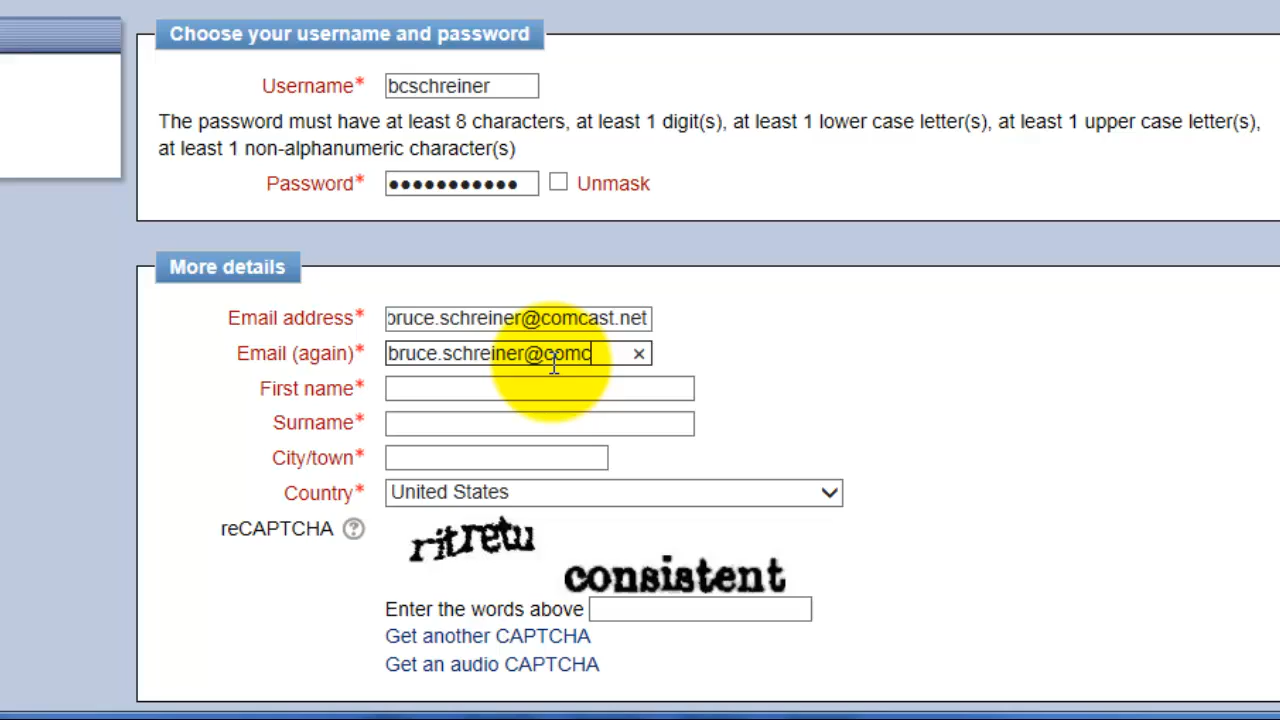 Choose your username and password
Username* bcschreiner
The password must have at least 8 characters, at least 1 digit(s), at least 1 lower case letter(s), at least 1 upper case letter(s),
at least 1 non-alphanumeric character(s)
Password* ●●●●●●●●●●● Unmask
More details
Email address* bruce.schreiner@comcast.net
Email (again)* bruce.schreiner@comc ×
First name*
Surname*
City/town*
Country* United States
reCAPTCHA ?
ritretu
consistent
Enter the words above
Get another CAPTCHA
Get an audio CAPTCHA